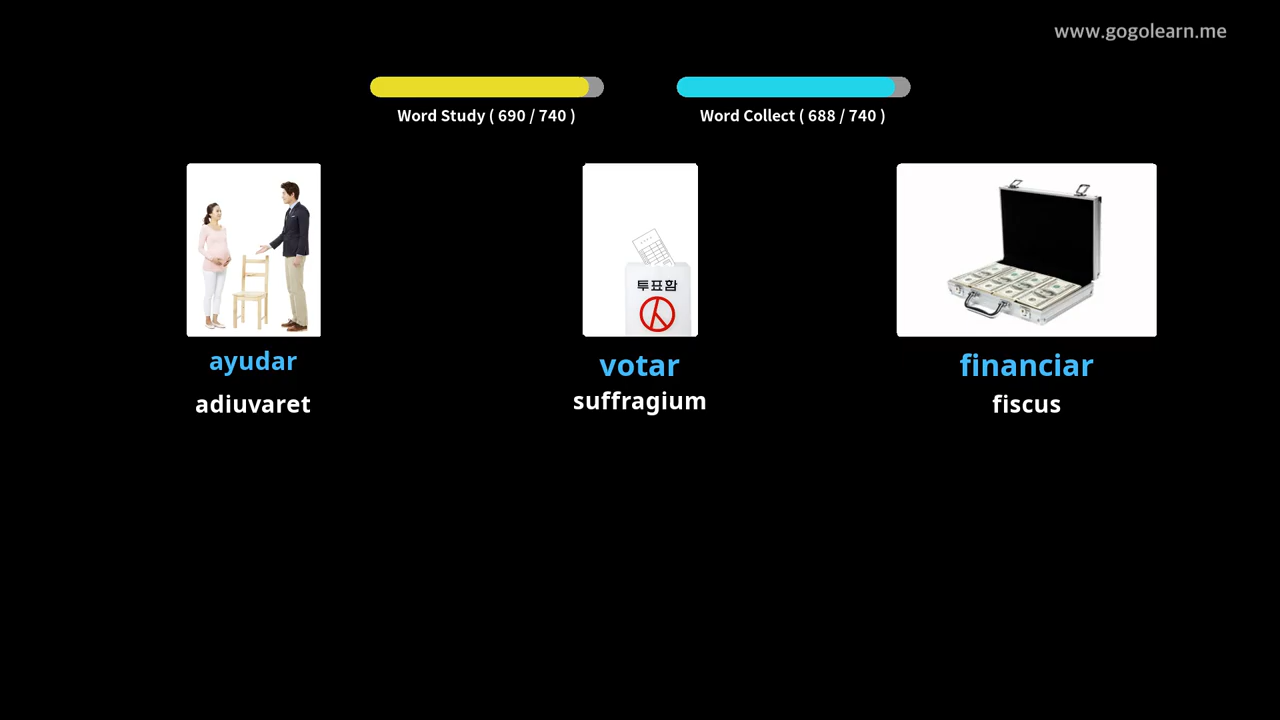 www.gogolearn.me
Word Study ( 690 / 740 )
Word Collect ( 688 / 740 )
투표함
ayudar
votar
financiar
adiuvaret
suffragium
fiscus